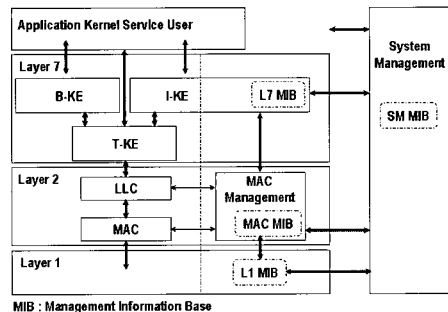 Application Kernel Service User
System
Management
SM MIB
Layer 7
B-KE
I-KE
L7 MIB
T-KE
Layer 2
LLC
MAC
MAC
Management
MAC MIB
Layer 1
L1 MIB
MIB : Management Information Base